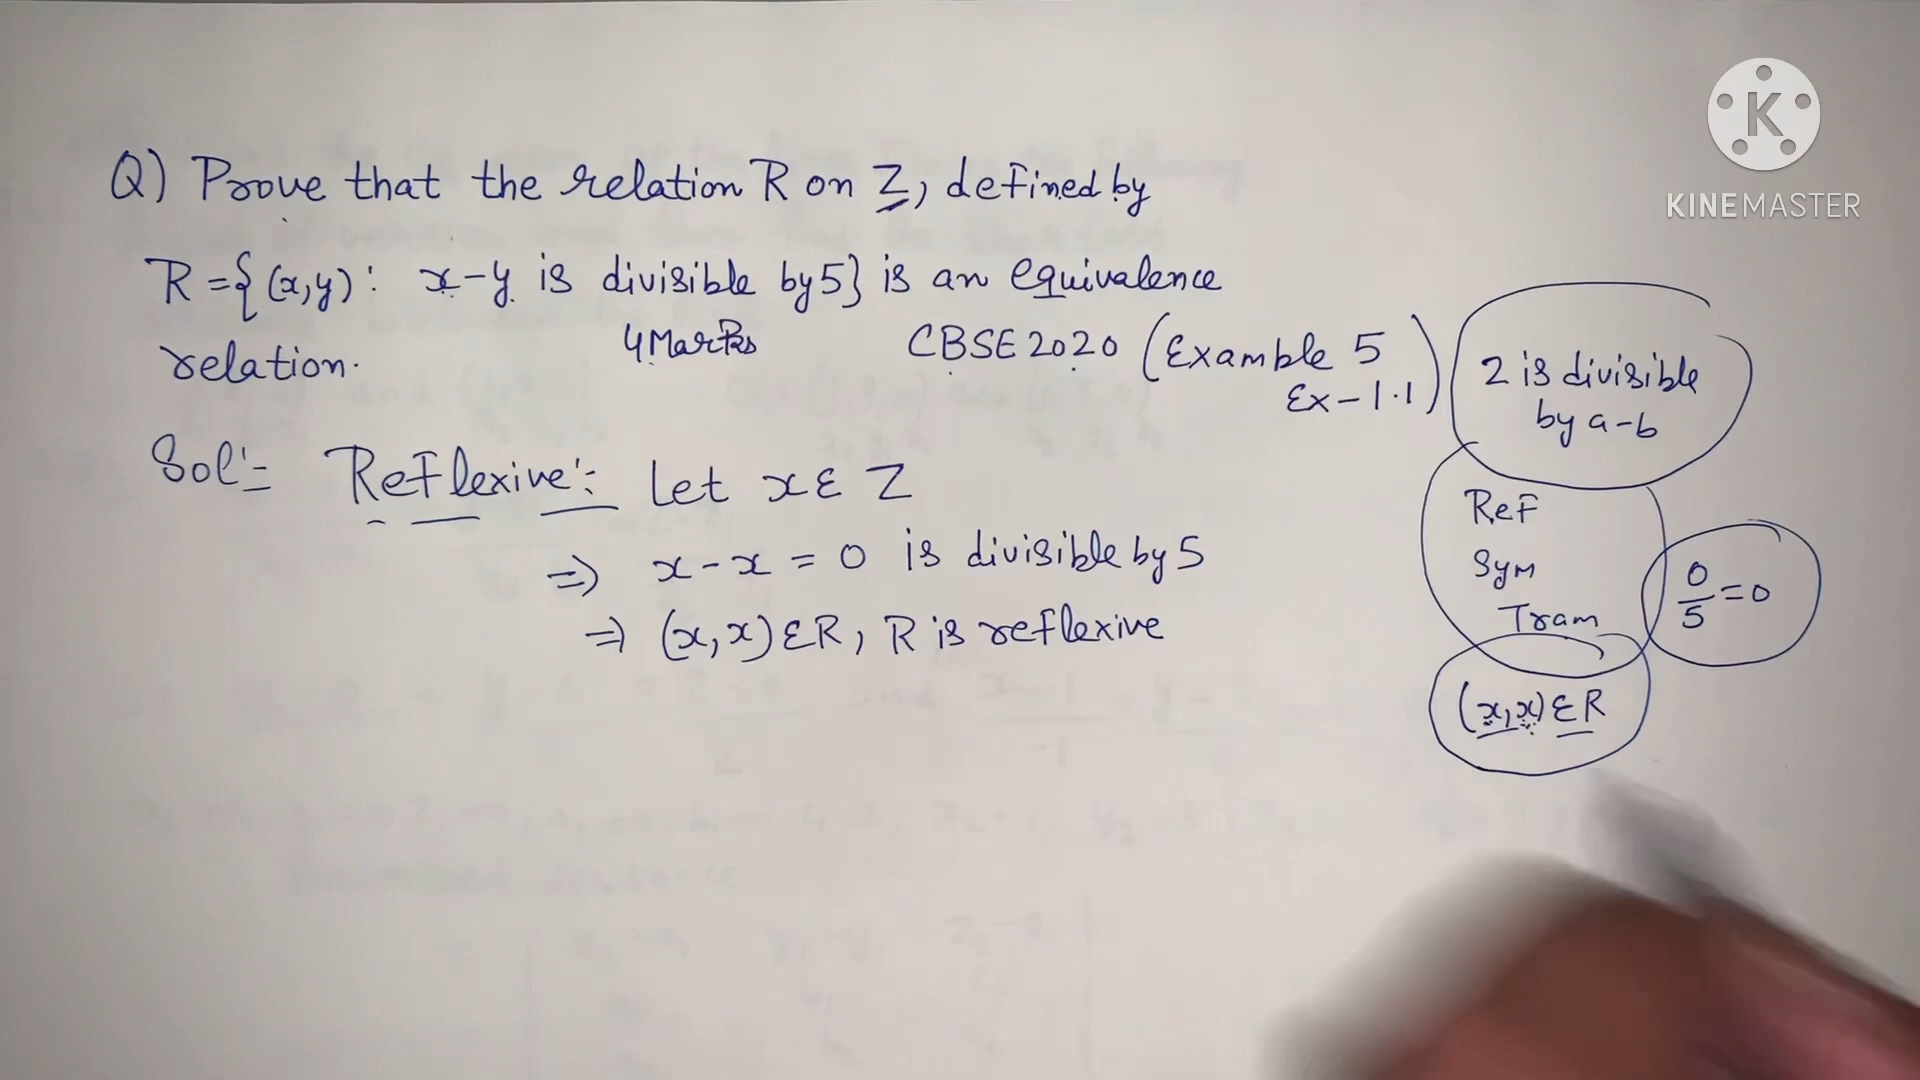 Q) Prove that the relation R on Z, defined by
R = {(x,y) : x-y is divisible by 5} is an equivalence
relation.
4 Marks
CBSE 2020 (Examble 5
Ex-1.1)
Sol:= Reflexive:- Let x ∈ Z
=> x - x = 0 is divisible by 5
=> (x, x) ∈ R, R is reflexive
2 is divisible
by a-b
Ref
Sym
Tram
0/5 = 0
(x,x) ∈ R
K
KINEMASTER